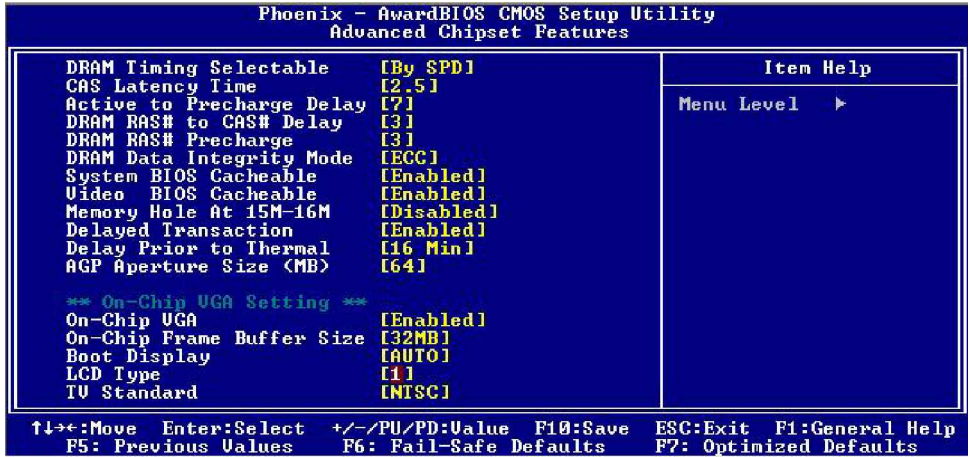 Phoenix - AwardBIOS CMOS Setup Utility
Advanced Chipset Features
DRAM Timing Selectable [By SPD]
CAS Latency Time [2.5]
Active to Precharge Delay [7]
DRAM RAS# to CAS# Delay [3]
DRAM RAS# Precharge [3]
DRAM Data Integrity Mode [ECC]
System BIOS Cacheable [Enabled]
Video BIOS Cacheable [Enabled]
Memory Hole At 15M-16M [Disabled]
Delayed Transaction [Enabled]
Delay Prior to Thermal [16 Min]
AGP Aperture Size (MB) [64]
** On-Chip VGA Setting **
On-Chip VGA [Enabled]
On-Chip Frame Buffer Size [32MB]
Boot Display [AUTO]
LCD Type [1]
TV Standard [NTSC]
Item Help
Menu Level ►
↑↓→←:Move Enter:Select +/-/PU/PD:Value F10:Save ESC:Exit F1:General Help
F5: Previous Values F6: Fail-Safe Defaults F7: Optimized Defaults